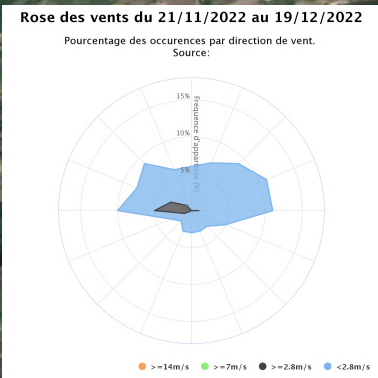 Rose des vents du 21/11/2022 au 19/12/2022
Pourcentage des occurences par direction de vent.
Source:
15%
10%
5%
Frequence d'apparition (%)
>=14m/s
>=7m/s
>=2.8m/s
<2.8m/s